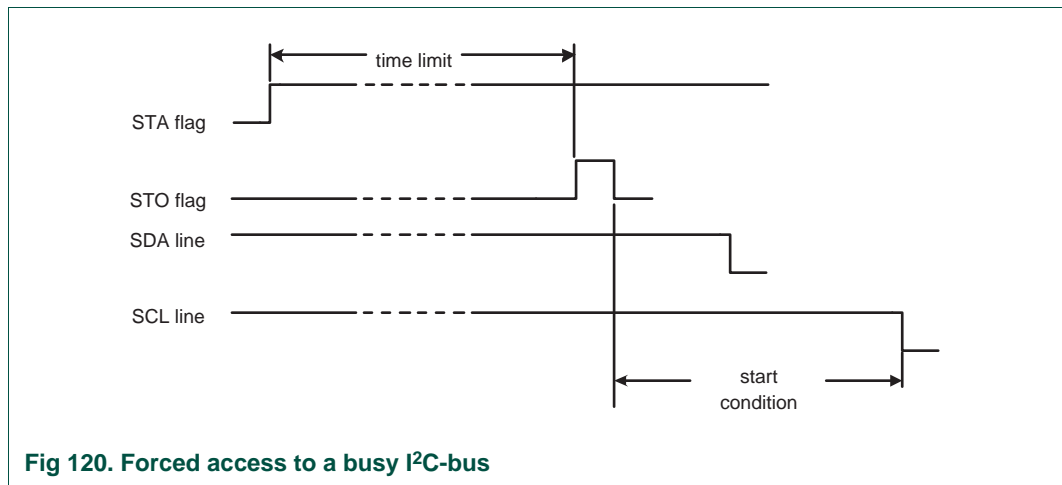 time limit
STA flag
STO flag
SDA line
SCL line
start
condition
Fig 120. Forced access to a busy I²C-bus